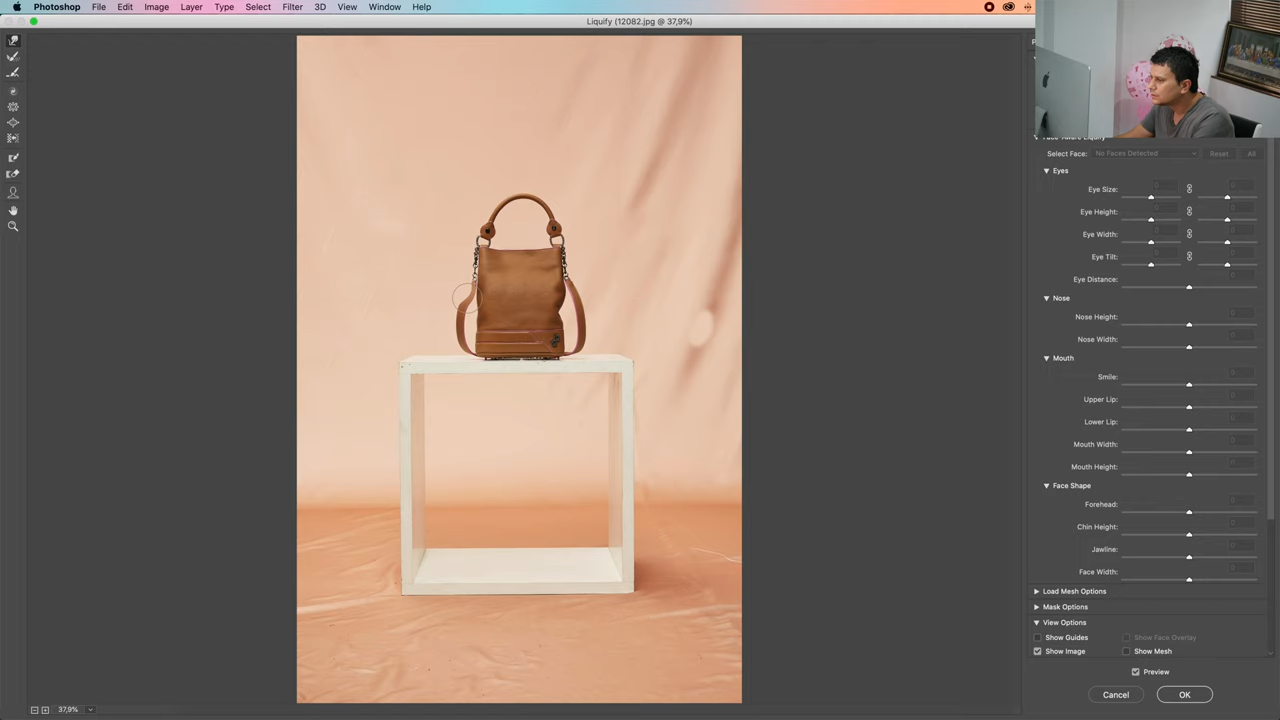 Photoshop File Edit Image Layer Type Select Filter 3D View Window Help
Liquify (12082.jpg @ 37,9%)
Select Face: No Faces Detected Reset All
Eyes
Eye Size:
Eye Height:
Eye Width:
Eye Tilt:
Eye Distance:
Nose
Nose Height:
Nose Width:
Mouth
Smile:
Upper Lip:
Lower Lip:
Mouth Width:
Mouth Height:
Face Shape
Forehead:
Chin Height:
Jawline:
Face Width:
Load Mesh Options
Mask Options
View Options
Show Guides Show Face Overlay
Show Image Show Mesh
Preview
Cancel OK
37,9%